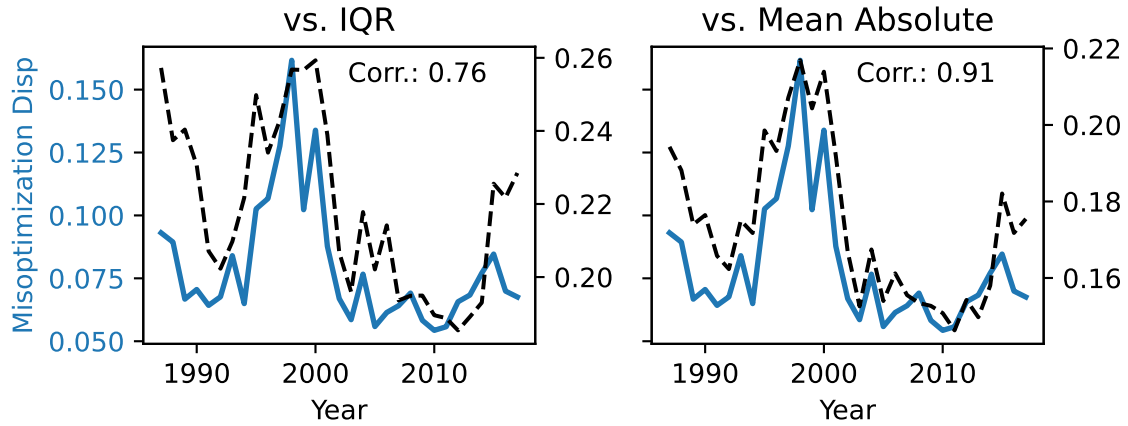 vs. IQR
Corr.: 0.76
Misoptimization Disp
0.150
0.125
0.100
0.075
0.050
0.26
0.24
0.22
0.20
1990
2000
2010
Year
vs. Mean Absolute
Corr.: 0.91
0.22
0.20
0.18
0.16
1990
2000
2010
Year